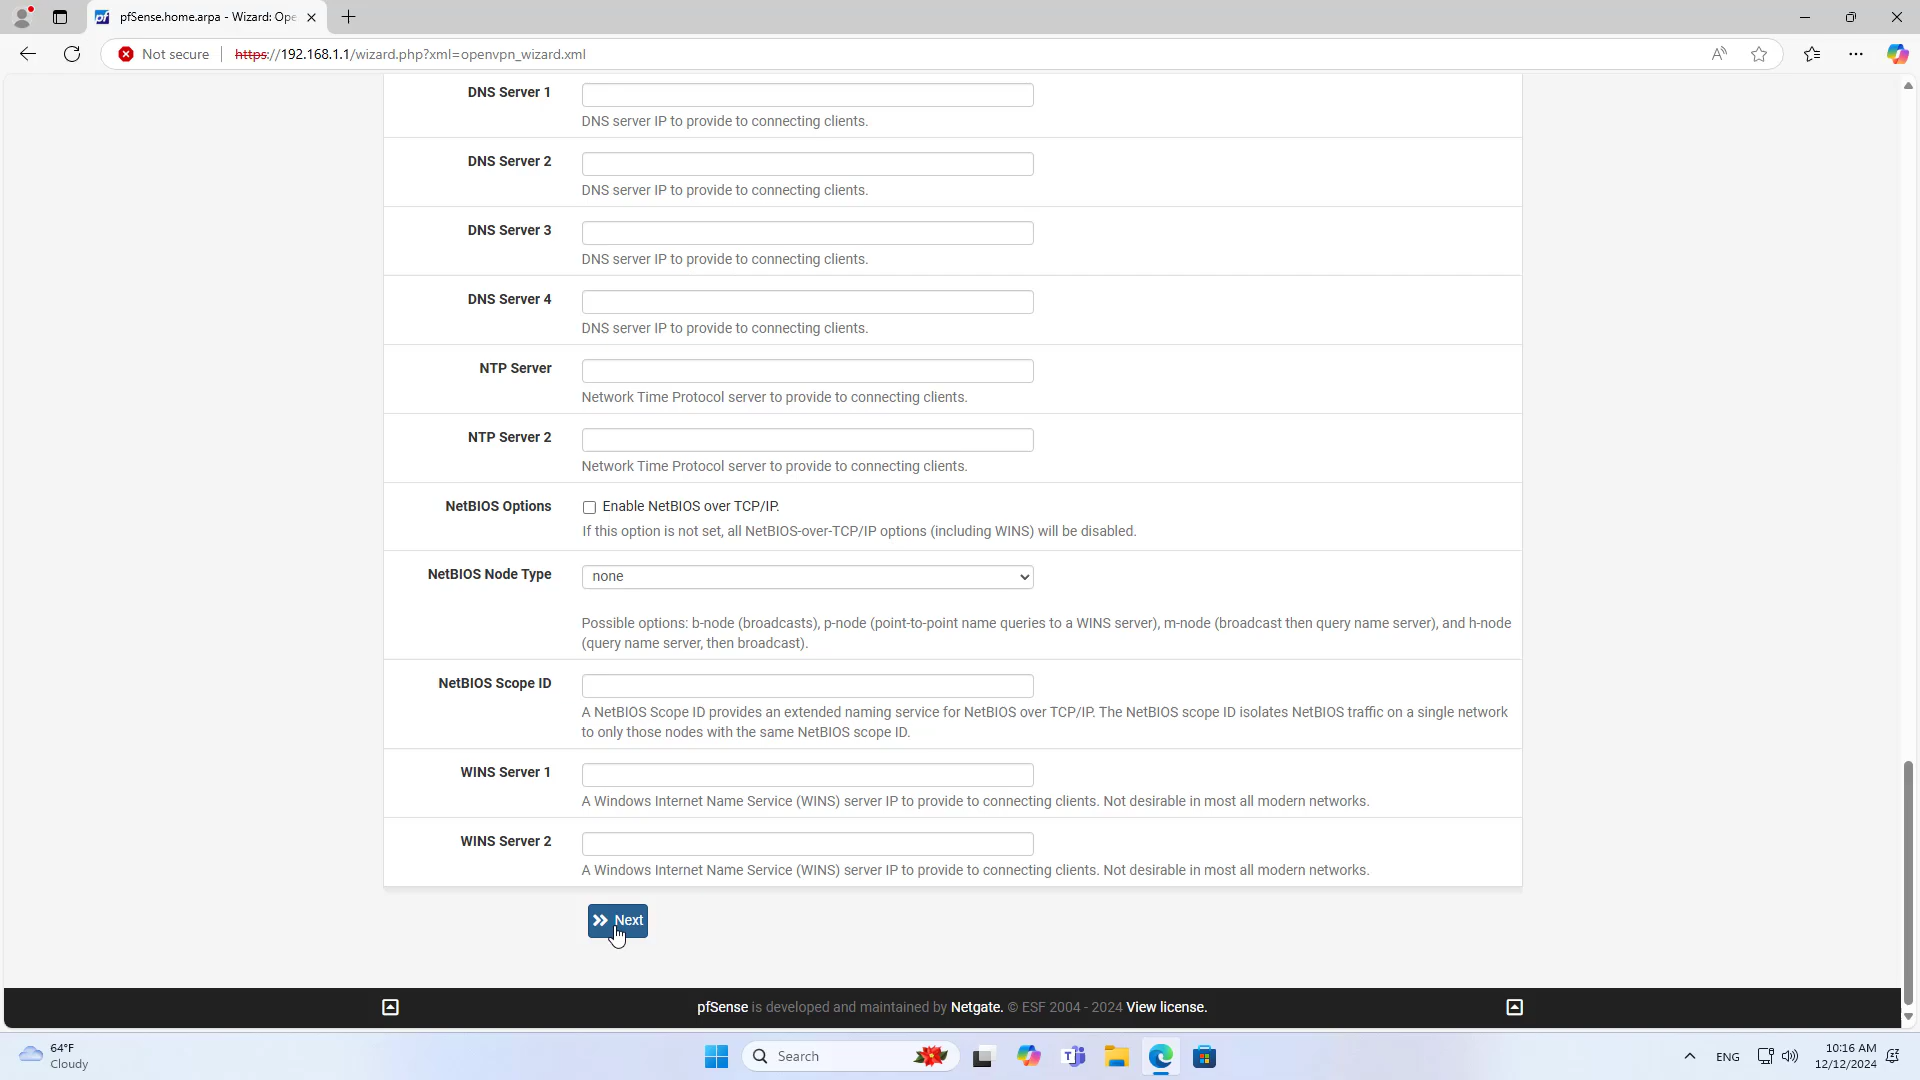 pfSense.home.arpa - Wizard: Ope
Not secure
https://192.168.1.1/wizard.php?xml=openvpn_wizard.xml
DNS Server 1
DNS server IP to provide to connecting clients.
DNS Server 2
DNS server IP to provide to connecting clients.
DNS Server 3
DNS server IP to provide to connecting clients.
DNS Server 4
DNS server IP to provide to connecting clients.
NTP Server
Network Time Protocol server to provide to connecting clients.
NTP Server 2
Network Time Protocol server to provide to connecting clients.
NetBIOS Options
Enable NetBIOS over TCP/IP.
If this option is not set, all NetBIOS-over-TCP/IP options (including WINS) will be disabled.
NetBIOS Node Type
none
Possible options: b-node (broadcasts), p-node (point-to-point name queries to a WINS server), m-node (broadcast then query name server), and h-node
(query name server, then broadcast).
NetBIOS Scope ID
A NetBIOS Scope ID provides an extended naming service for NetBIOS over TCP/IP. The NetBIOS scope ID isolates NetBIOS traffic on a single network
to only those nodes with the same NetBIOS scope ID.
WINS Server 1
A Windows Internet Name Service (WINS) server IP to provide to connecting clients. Not desirable in most all modern networks.
WINS Server 2
A Windows Internet Name Service (WINS) server IP to provide to connecting clients. Not desirable in most all modern networks.
Next
pfSense is developed and maintained by Netgate. © ESF 2004 - 2024 View license.
64°F
Cloudy
Search
ENG
10:16 AM
12/12/2024